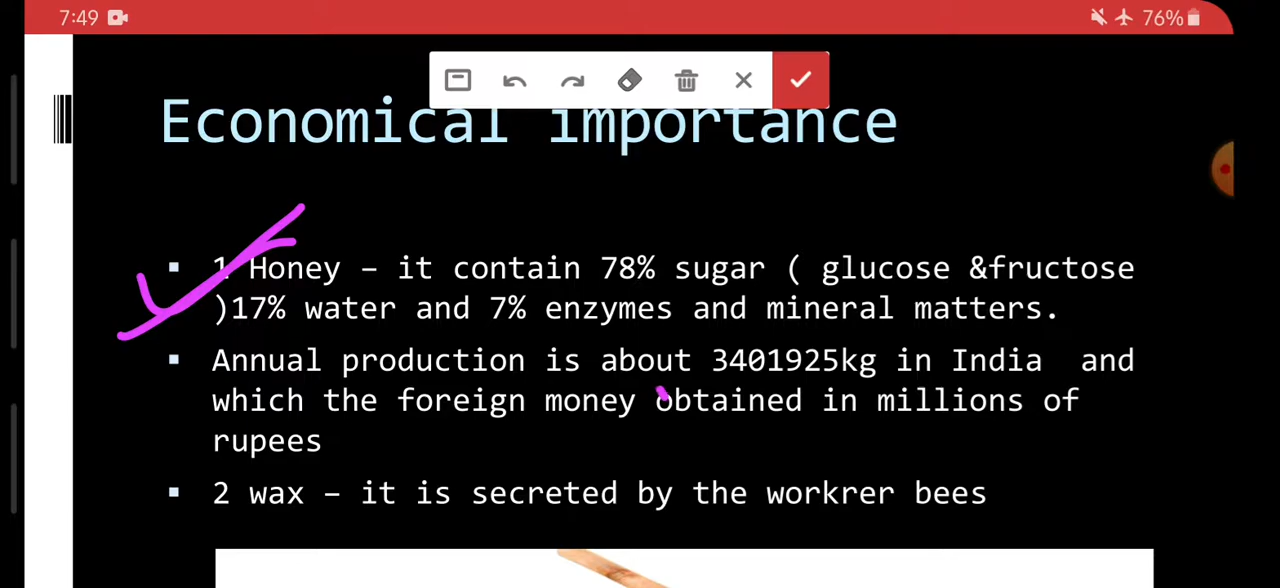 7:49 76%
Economical importance
▪ 1 Honey – it contain 78% sugar ( glucose &fructose
)17% water and 7% enzymes and mineral matters.
▪ Annual production is about 3401925kg in India and
which the foreign money obtained in millions of
rupees
▪ 2 wax – it is secreted by the workrer bees